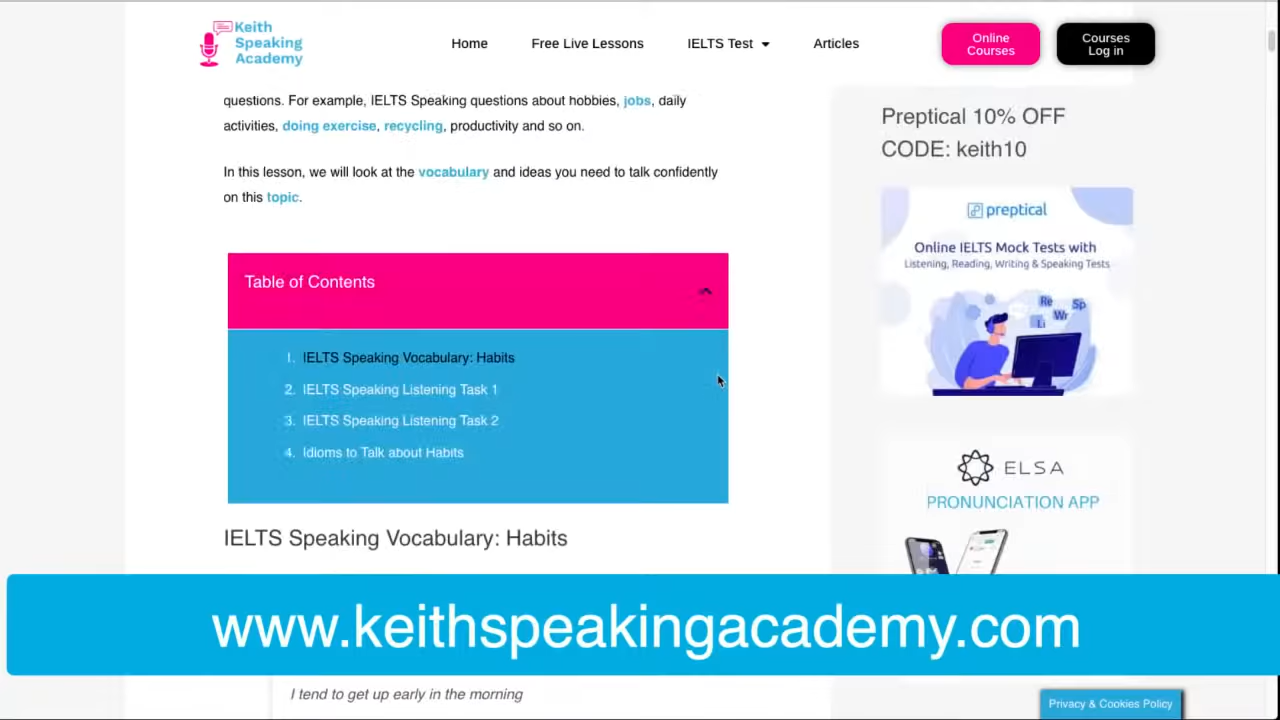 Keith
Speaking
Academy
Home
Free Live Lessons
IELTS Test
Articles
Online
Courses
Courses
Log in
questions. For example, IELTS Speaking questions about hobbies, jobs, daily
activities, doing exercise, recycling, productivity and so on.
In this lesson, we will look at the vocabulary and ideas you need to talk confidently
on this topic.
Table of Contents
1. IELTS Speaking Vocabulary: Habits
2. IELTS Speaking Listening Task 1
3. IELTS Speaking Listening Task 2
4. Idioms to Talk about Habits
IELTS Speaking Vocabulary: Habits
Preptical 10% OFF
CODE: keith10
preptical
Online IELTS Mock Tests with
Listening, Reading, Writing & Speaking Tests
Re
Sp
Wr
Li
ELSA
PRONUNCIATION APP
www.keithspeakingacademy.com
I tend to get up early in the morning
Privacy & Cookies Policy